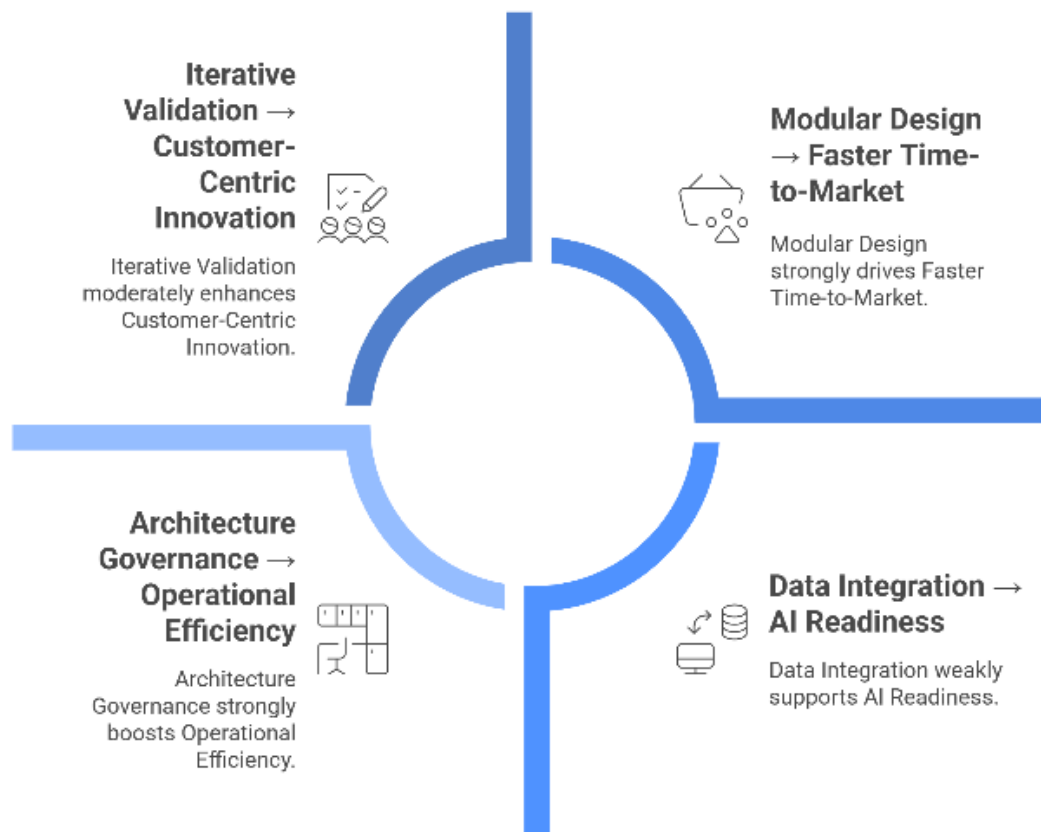 Iterative
Validation →
Customer-
Centric
Innovation
Iterative Validation
moderately enhances
Customer-Centric
Innovation.
Modular Design
→ Faster Time-
to-Market
Modular Design
strongly drives Faster
Time-to-Market.
Architecture
Governance →
Operational
Efficiency
Architecture
Governance strongly
boosts Operational
Efficiency.
Data Integration →
AI Readiness
Data Integration weakly
supports AI Readiness.